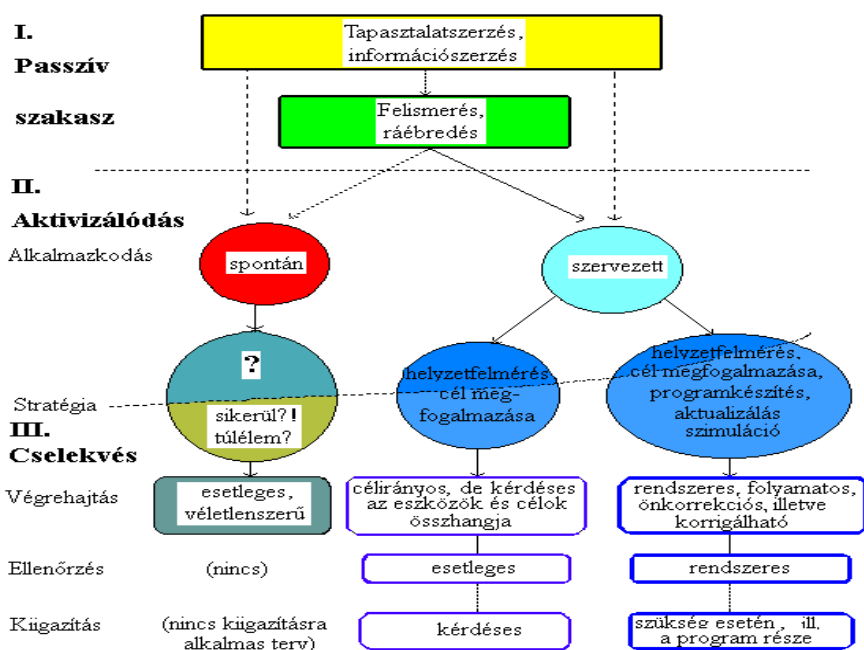 I.
Passzív
szakasz
Tapasztalatszerzés,
információszerzés
Felismerés,
ráébredés
II.
Aktivizálódás
Alkalmazkodás
spontán
szervezett
?
sikerül?!
túlélem?
helyzetfelmérés,
cél meg-
fogalmazása
helyzetfelmérés,
cél megfogalmazása,
programkészítés,
aktualizálás
szimuláció
Stratégia
III.
Cselekvés
Végrehajtás
esetleges,
véletlenszerű
célirányos, de kérdéses
az eszközök és célok
összhangja
rendszeres, folyamatos,
önkorrekciós, illetve
korrigálható
Ellenőrzés
(nincs)
esetleges
rendszeres
Kiigazítás
(nincs kiigazításra
alkalmas terv)
kérdéses
szükség esetén, ill.
a program része